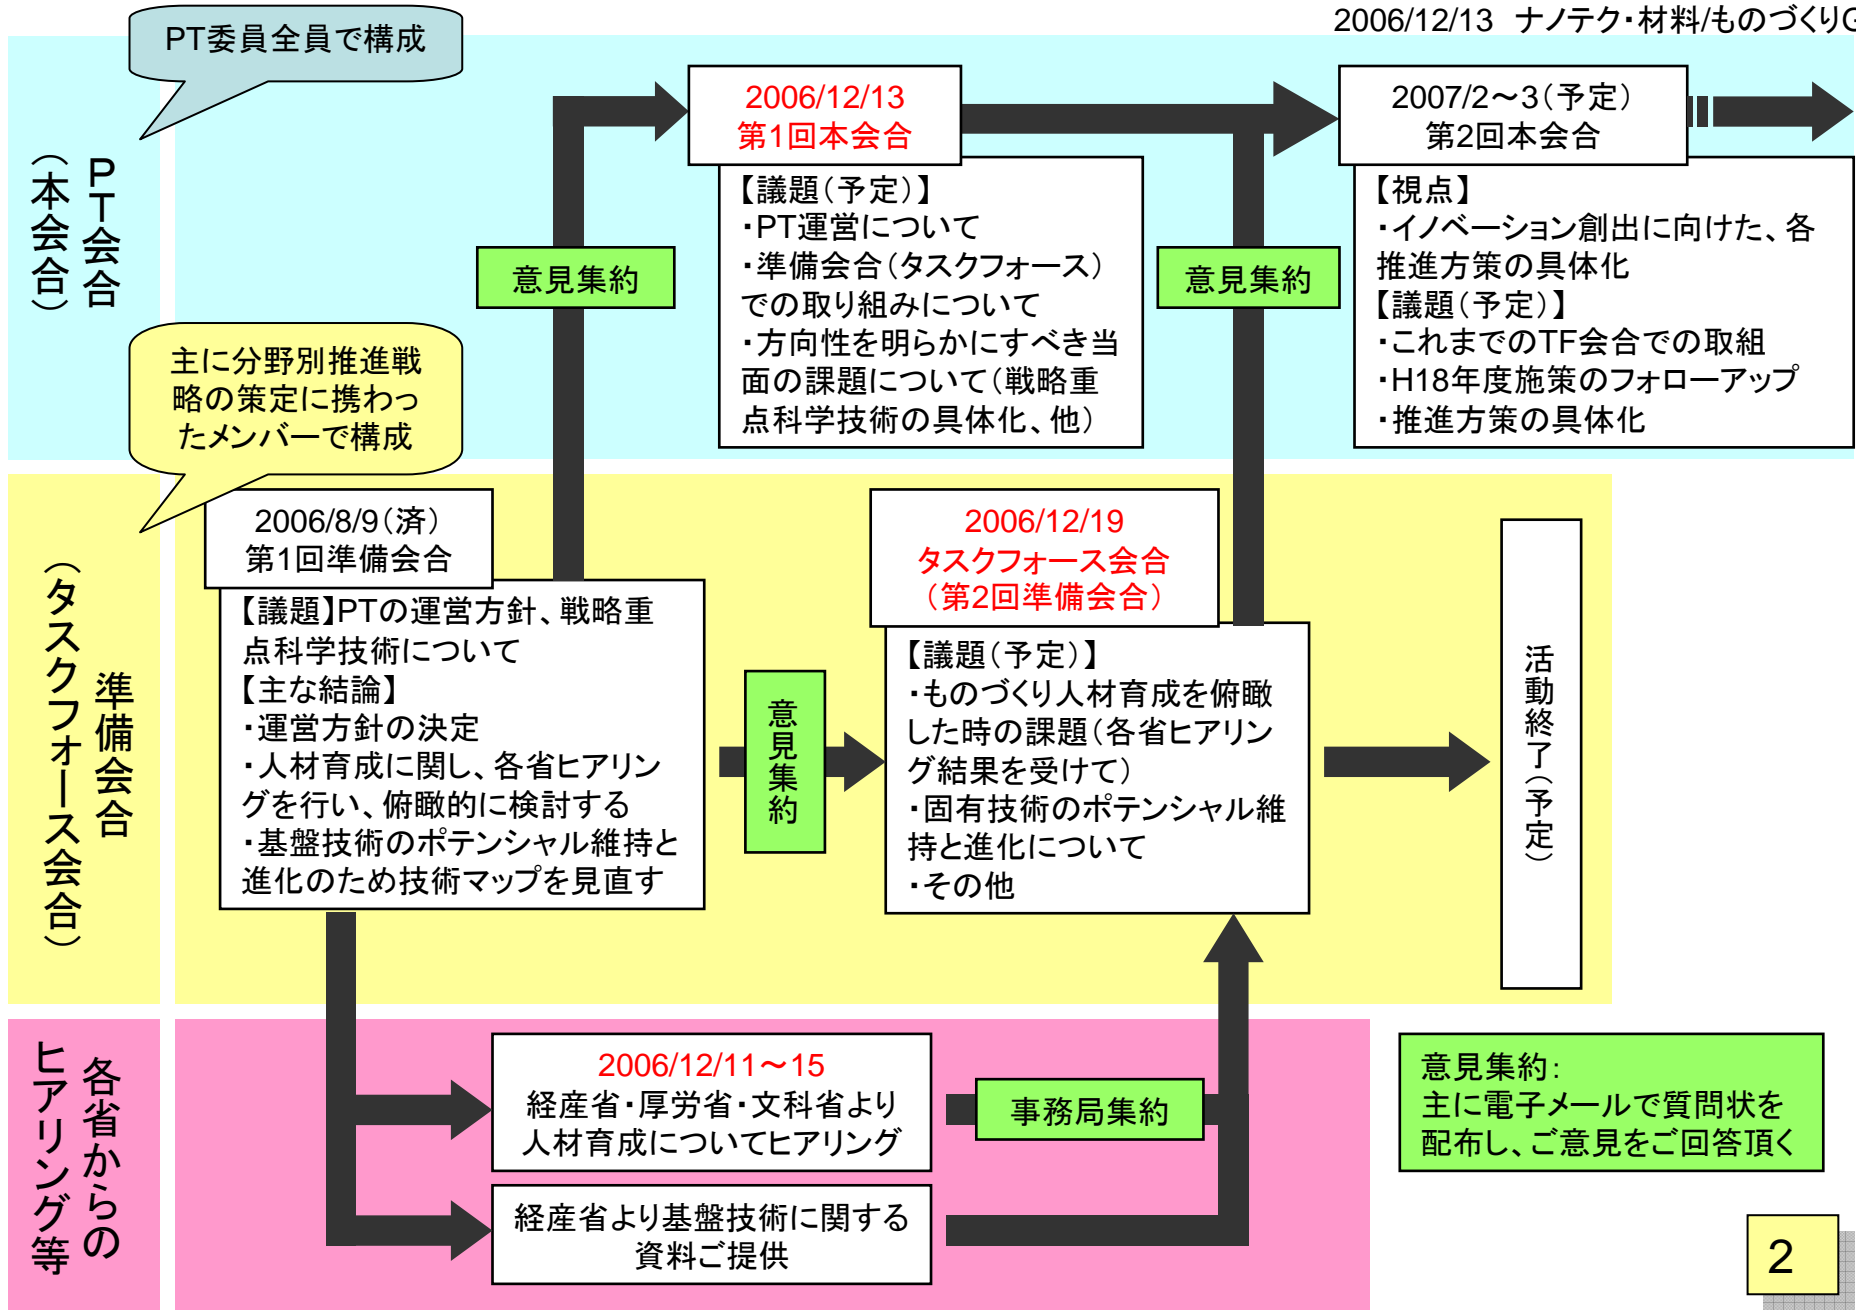 2006/12/13 ナノテク・材料/ものづくりG
PT委員全員で構成
PT会合
（本会合）
2006/12/13
第1回本会合
【議題（予定）】
・PT運営について
・準備会合（タスクフォース）
での取り組みについて
・方向性を明らかにすべき当
面の課題について（戦略重
点科学技術の具体化、他）
2007/2～3（予定）
第2回本会合
【視点】
・イノベーション創出に向けた、各
推進方策の具体化
【議題（予定）】
・これまでのTF会合での取組
・H18年度施策のフォローアップ
・推進方策の具体化
意見集約
意見集約
主に分野別推進戦
略の策定に携わっ
たメンバーで構成
準備会合
（タスクフォース会合）
2006/8/9（済）
第1回準備会合
【議題】PTの運営方針、戦略重
点科学技術について
【主な結論】
・運営方針の決定
・人材育成に関し、各省ヒアリン
グを行い、俯瞰的に検討する
・基盤技術のポテンシャル維持と
進化のため技術マップを見直す
意見集約
2006/12/19
タスクフォース会合
（第2回準備会合）
【議題（予定）】
・ものづくり人材育成を俯瞰
した時の課題（各省ヒアリン
グ結果を受けて）
・固有技術のポテンシャル維
持と進化について
・その他
活動終了（予定）
各省からの
ヒアリング等
2006/12/11～15
経産省・厚労省・文科省より
人材育成についてヒアリング
事務局集約
経産省より基盤技術に関する
資料ご提供
意見集約：
主に電子メールで質問状を
配布し、ご意見をご回答頂く
2